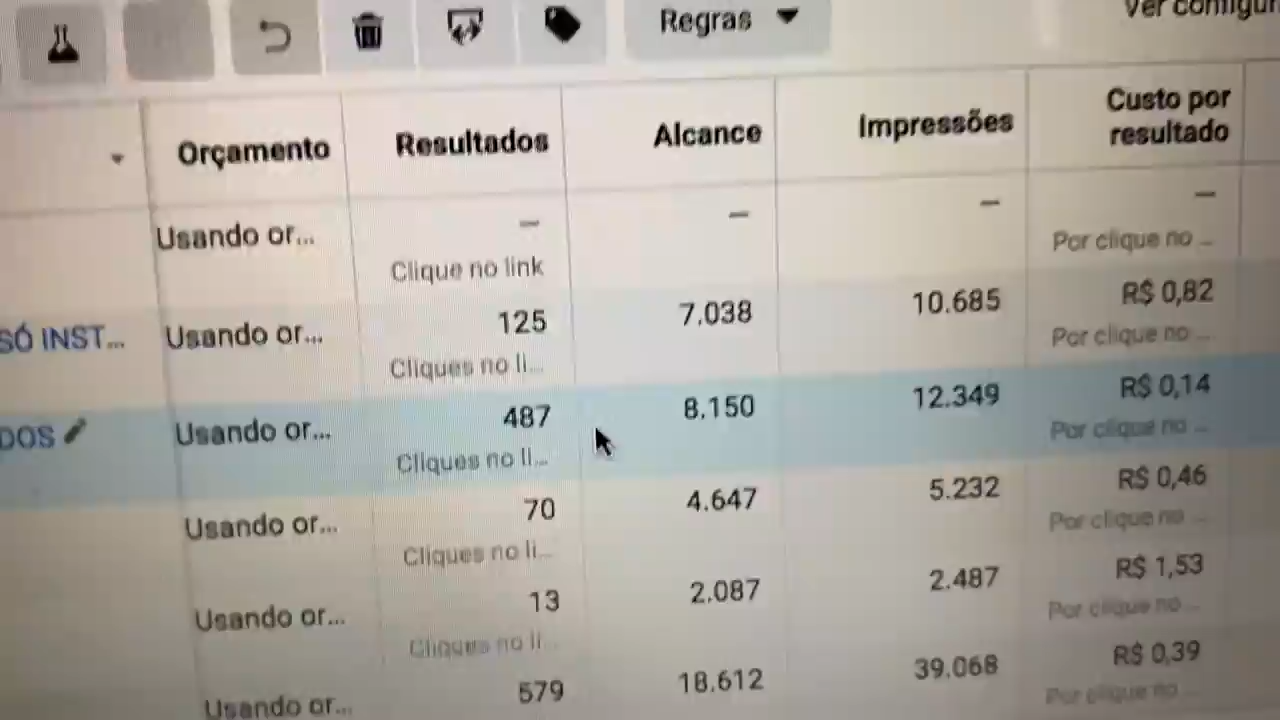 Regras
Ver configur
Orçamento Resultados Alcance Impressões Custo por resultado
Usando or... — — — —
Clique no link Por clique no ...
SÓ INST... Usando or... 125 7.038 10.685 R$ 0,82
Cliques no li... Por clique no ...
DOS Usando or... 487 8.150 12.349 R$ 0,14
Cliques no li... Por clique no ...
Usando or... 70 4.647 5.232 R$ 0,46
Cliques no li... Por clique no ...
Usando or... 13 2.087 2.487 R$ 1,53
Cliques no li... Por clique no ...
Usando or... 579 18.612 39.068 R$ 0,39
Por clique no ...